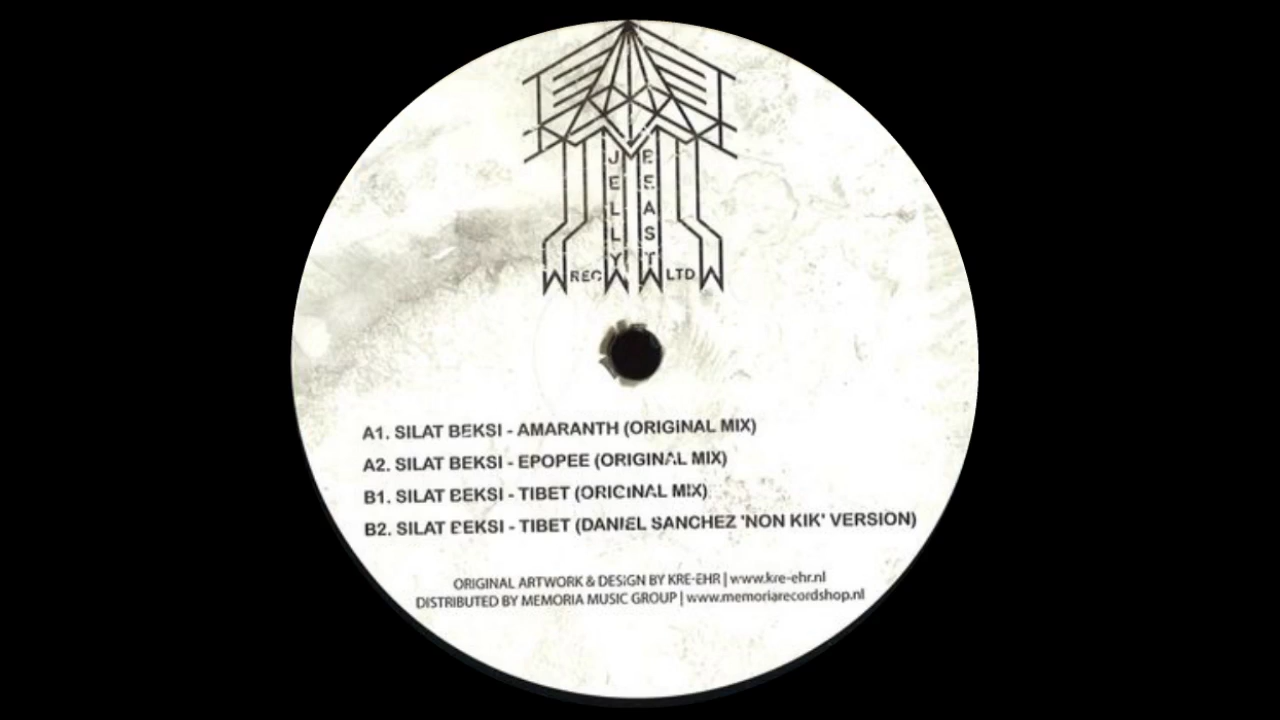 JELLY BEAST
REC LTD
A1. SILAT BEKSI - AMARANTH (ORIGINAL MIX)
A2. SILAT BEKSI - EPOPEE (ORIGINAL MIX)
B1. SILAT BEKSI - TIBET (ORIGINAL MIX)
B2. SILAT BEKSI - TIBET (DANIEL SANCHEZ 'NON KIK' VERSION)
ORIGINAL ARTWORK & DESIGN BY KRE-EHR | www.kre-ehr.nl
DISTRIBUTED BY MEMORIA MUSIC GROUP | www.memoriarecordshop.nl